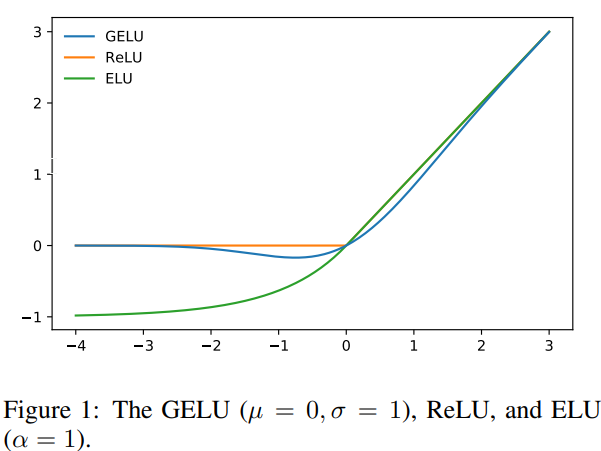 3
GELU
ReLU
ELU
2
1
0
−1
−4 −3 −2 −1 0 1 2 3
Figure 1: The GELU (μ = 0, σ = 1), ReLU, and ELU
(α = 1).